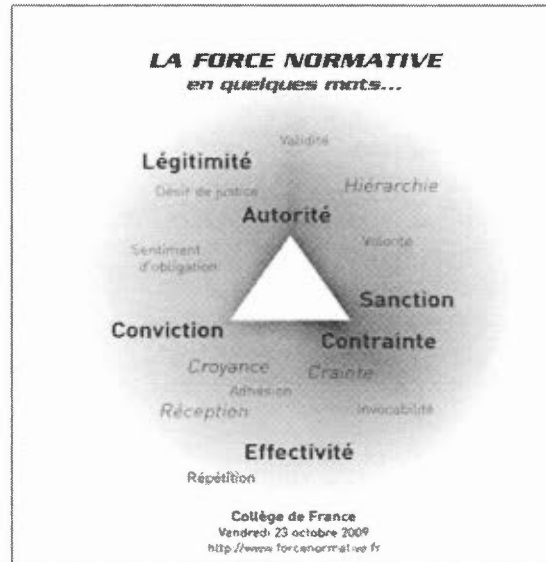 LA FORCE NORMATIVE
en quelques mots...
Validité
Légitimité
Désir de justice
Hiérarchie
Autorité
Sentiment
d'obligation
Volonté
Sanction
Conviction
Contrainte
Croyance
Crainte
Adhésion
Réception
Invocabilité
Effectivité
Répétition
Collège de France
Vendredi 23 octobre 2009
http://www.forcenormative.fr